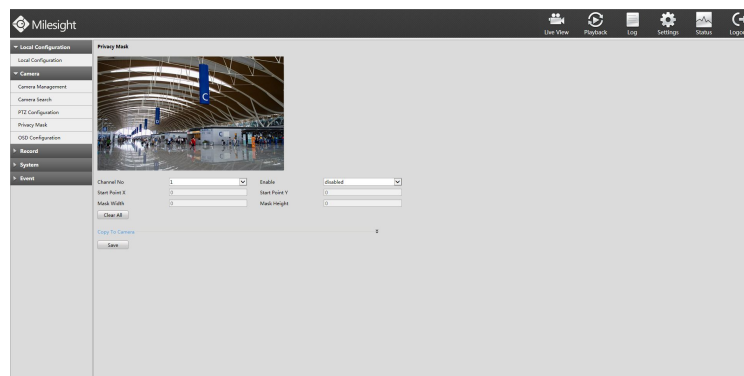 Milesight
Live View
Playback
Log
Settings
Status
Logou
Local Configuration
Local Configuration
Camera
Camera Management
Camera Search
PTZ Configuration
Privacy Mask
OSD Configuration
Record
System
Event
Privacy Mask
C
C
Channel No 1 Enable disabled
Start Point X 0 Start Point Y 0
Mask Width 0 Mask Height 0
Clear All
Copy To Camera
Save